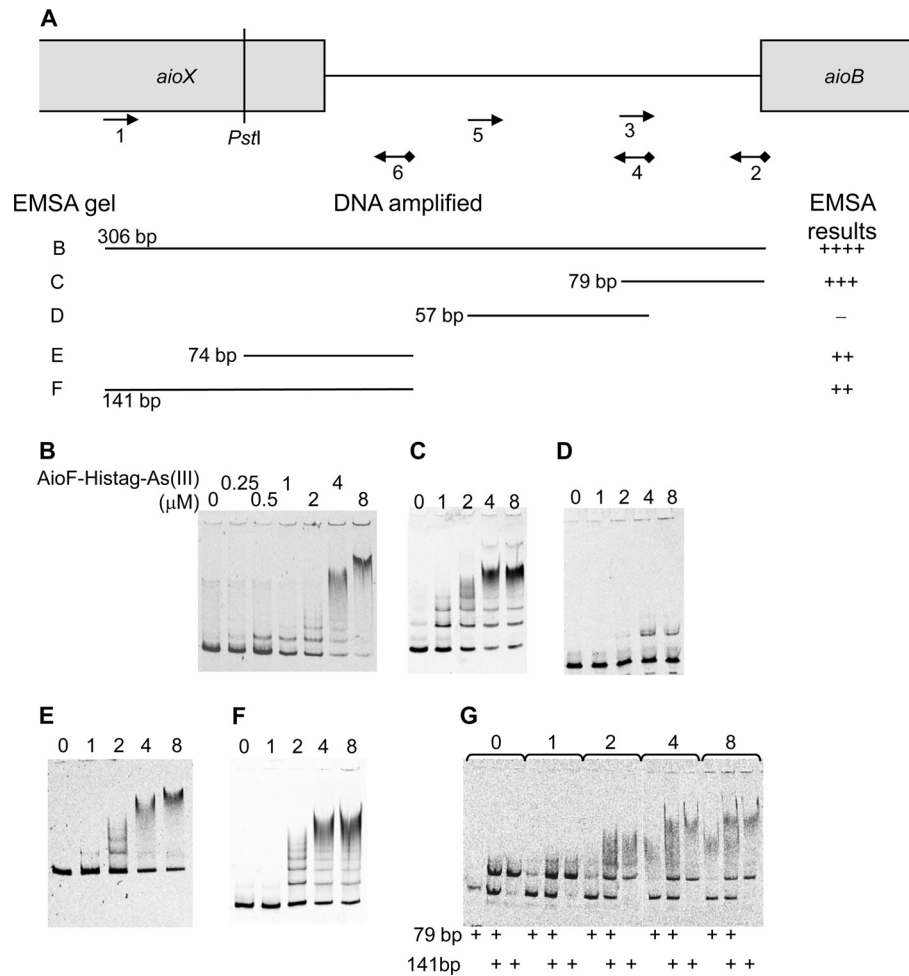 A
aioX
aioB
1
PstI
5
3
6
4
2
EMSA gel
DNA amplified
EMSA results
B
306 bp
++++
C
79 bp
+++
D
57 bp
–
E
74 bp
++
F
141 bp
++
B
AioF-Histag-As(III)
(µM)
0 0.25 0.5 1 2 4 8
C
0 1 2 4 8
D
0 1 2 4 8
E
0 1 2 4 8
F
0 1 2 4 8
G
0 1 2 4 8
79 bp + + + + + + + + + +
141bp + + + + + + + + + +